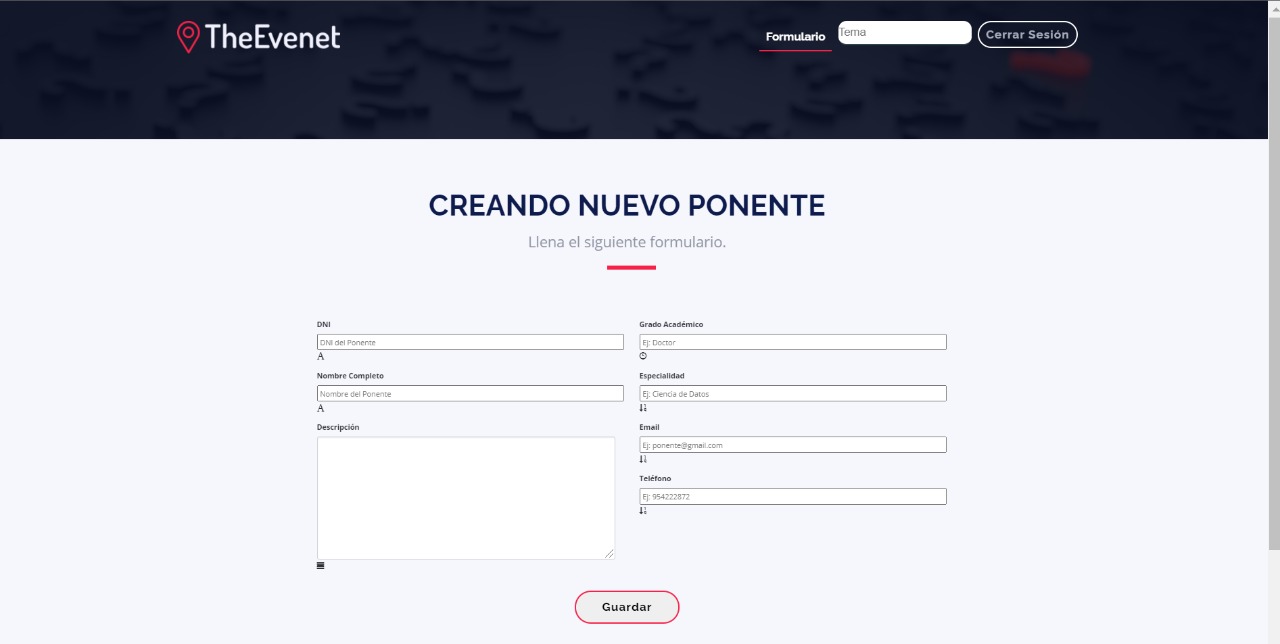 TheEvenet
Formulario
Tema
Cerrar Sesión
CREANDO NUEVO PONENTE
Llena el siguiente formulario.
DNI
DNI del Ponente
Nombre Completo
Nombre del Ponente
Descripción
Grado Académico
Ej: Doctor
Especialidad
Ej: Ciencia de Datos
Email
Ej: ponente@gmail.com
Teléfono
Ej: 954222872
Guardar